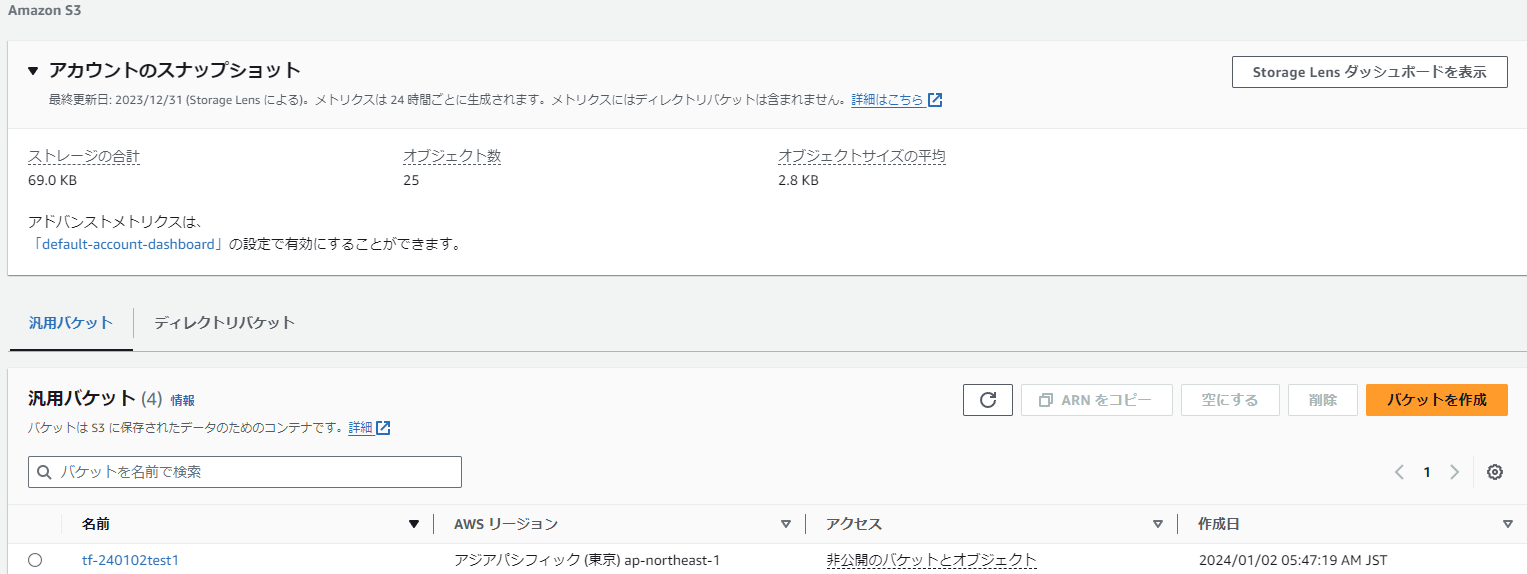 Amazon S3
▼ アカウントのスナップショット
Storage Lens ダッシュボードを表示
最終更新日: 2023/12/31 (Storage Lens による)。メトリクスは 24 時間ごとに生成されます。メトリクスにはディレクトリバケットは含まれません。詳細はこちら
ストレージの合計 オブジェクト数 オブジェクトサイズの平均
69.0 KB 25 2.8 KB
アドバンストメトリクスは、
「default-account-dashboard」の設定で有効にすることができます。
汎用バケット ディレクトリバケット
汎用バケット (4) 情報
ARN をコピー 空にする 削除 バケットを作成
バケットは S3 に保存されたデータのためのコンテナです。詳細
バケットを名前で検索
1
名前 AWS リージョン アクセス 作成日
tf-240102test1 アジアパシフィック (東京) ap-northeast-1 非公開のバケットとオブジェクト 2024/01/02 05:47:19 AM JST